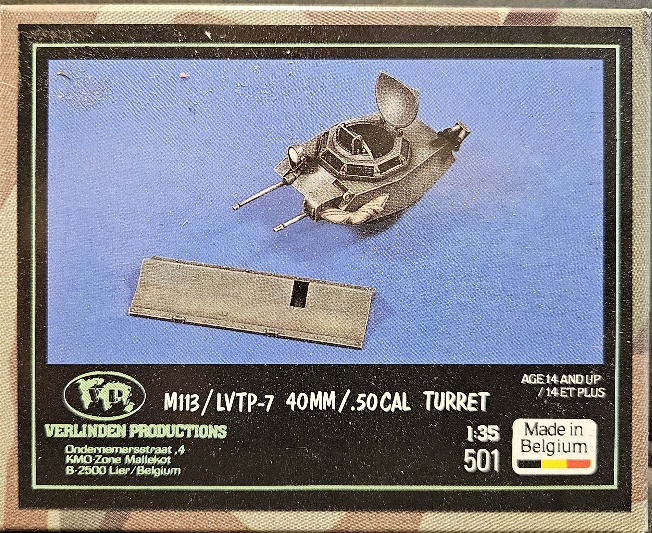 VP
M113/LVTP-7 40MM/.50CAL TURRET
AGE 14 AND UP
/14 ET PLUS
VERLINDEN PRODUCTIONS
Ondernemersstraat ,4
KMO-Zone Mallekot
B-2500 Lier/Belgium
1:35
501
Made in
Belgium